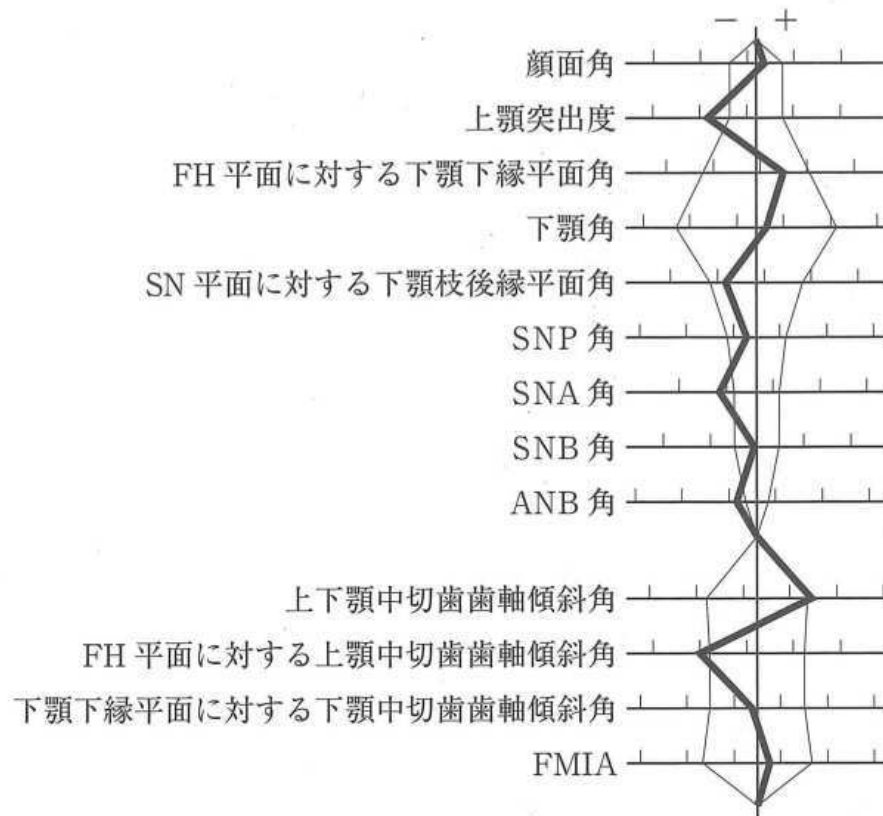 − +
顔面角
上顎突出度
FH 平面に対する下顎下縁平面角
下顎角
SN 平面に対する下顎枝後縁平面角
SNP 角
SNA 角
SNB 角
ANB 角
上下顎中切歯歯軸傾斜角
FH 平面に対する上顎中切歯歯軸傾斜角
下顎下縁平面に対する下顎中切歯歯軸傾斜角
FMIA